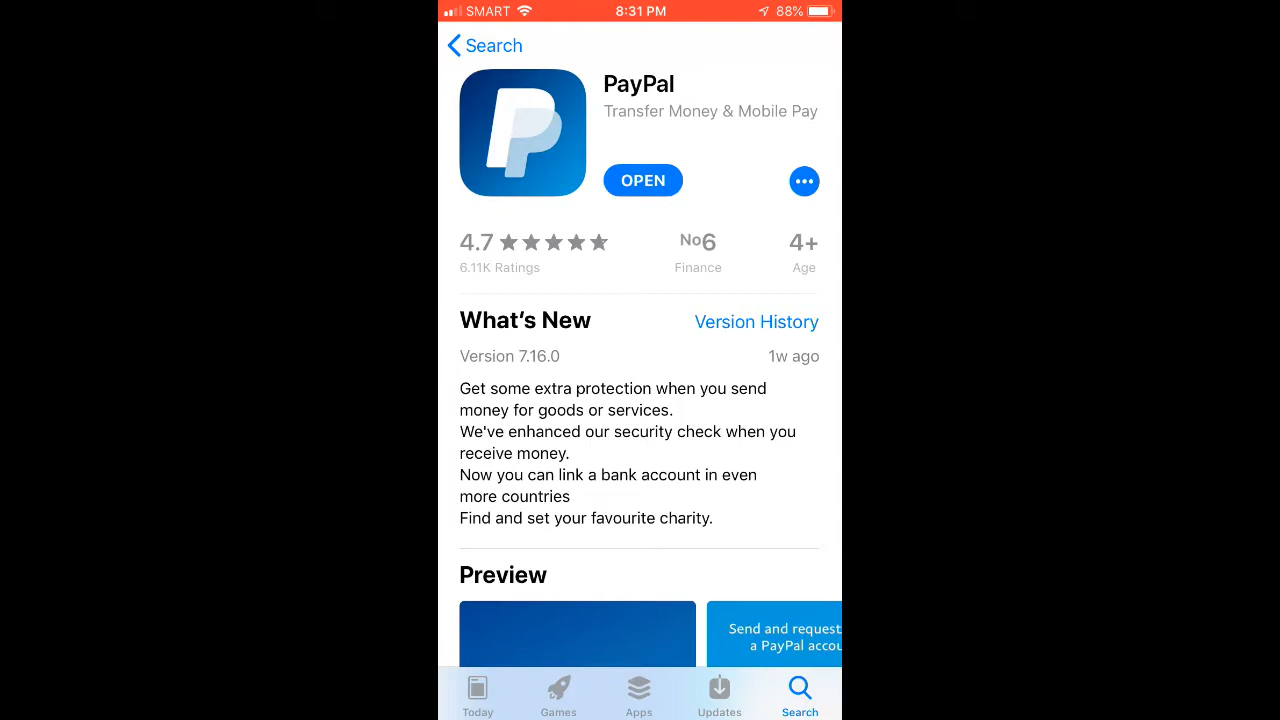 SMART 8:31 PM 88%
Search
PayPal
Transfer Money & Mobile Pay
OPEN
4.7 No6 4+
6.11K Ratings Finance Age
What's New Version History
Version 7.16.0 1w ago
Get some extra protection when you send
money for goods or services.
We've enhanced our security check when you
receive money.
Now you can link a bank account in even
more countries
Find and set your favourite charity.
Preview
Send and request
a PayPal accou
Today Games Apps Updates Search